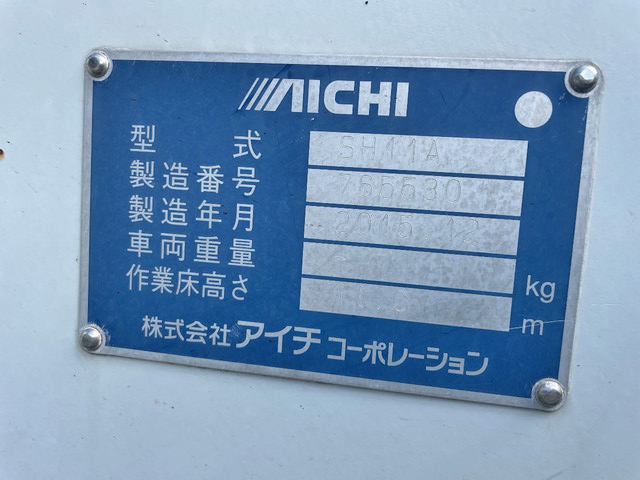 AICHI
型式 SH11A
製造番号 765630
製造年月 2015 12
車両重量 kg
作業床高さ m
株式会社アイチコーポレーション